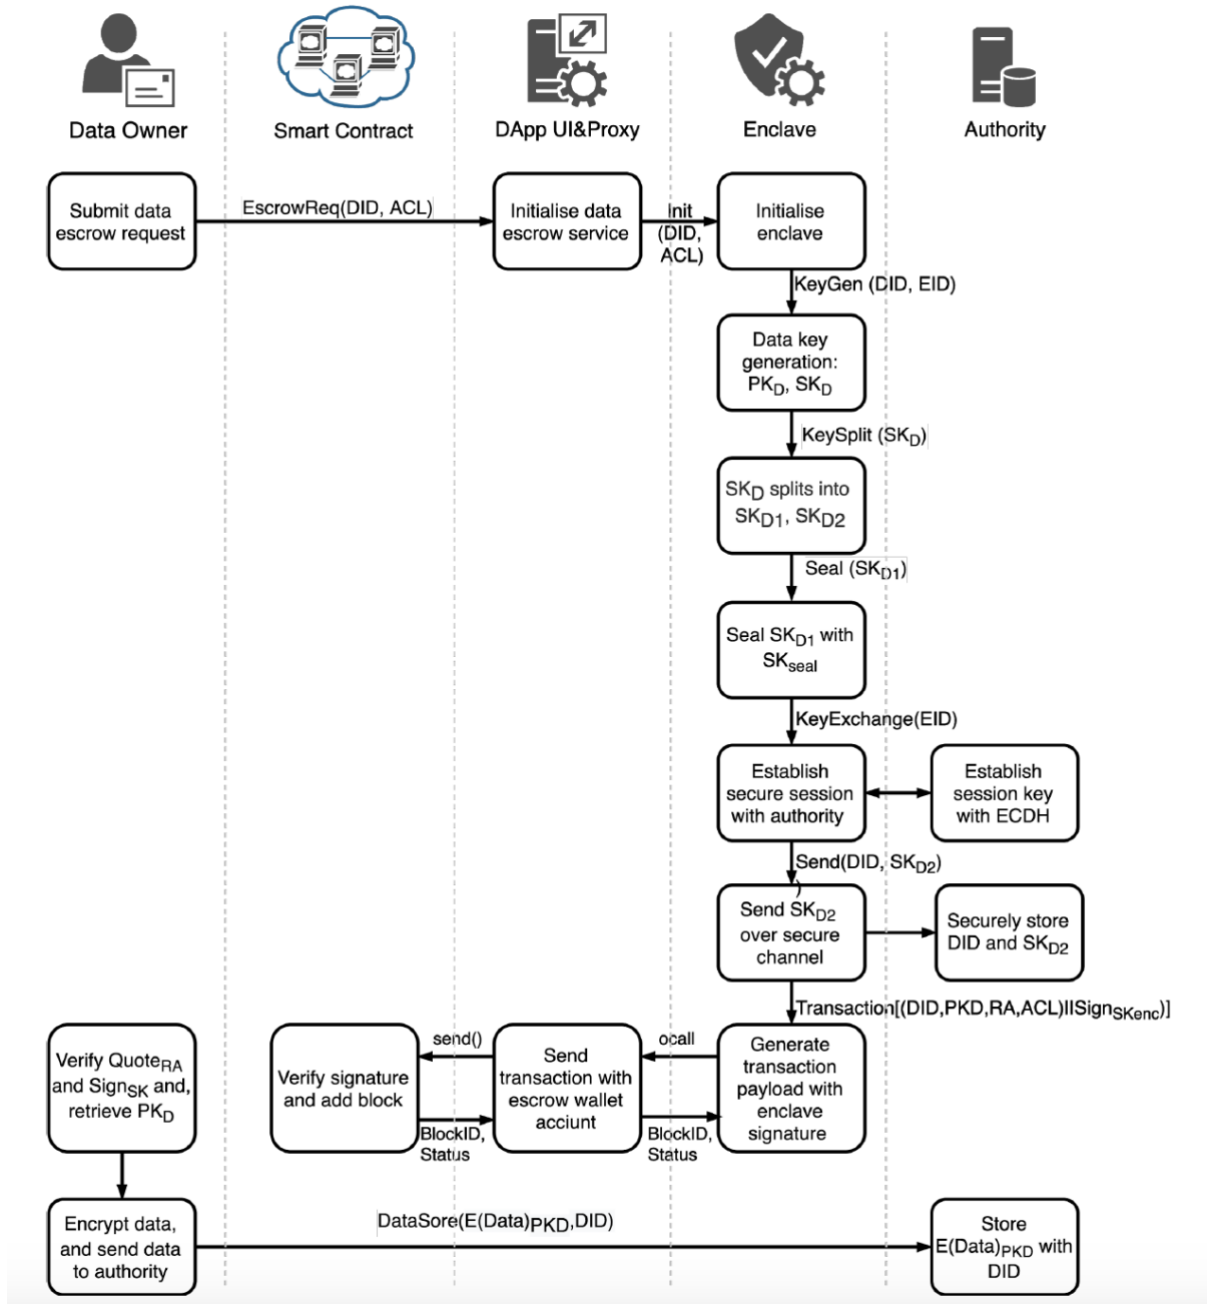 Data Owner
Smart Contract
DApp UI&Proxy
Enclave
Authority
Submit data
escrow request
EscrowReq(DID, ACL)
Initialise data
escrow service
Init
(DID,
ACL)
Initialise
enclave
KeyGen (DID, EID)
Data key
generation:
PKD, SKD
KeySplit (SKD)
SKD splits into
SKD1, SKD2
Seal (SKD1)
Seal SKD1 with
SKseal
KeyExchange(EID)
Establish
secure session
with authority
Establish
session key
with ECDH
Send(DID, SKD2)
)
Send SKD2
over secure
channel
Securely store
DID and SKD2
Transaction[(DID,PKD,RA,ACL)IISignSKenc)]
Verify QuoteRA
and SignSK and,
retrieve PKD
Verify signature
and add block
send()
BlockID,
Status
Send
transaction with
escrow wallet
acciunt
ocall
BlockID,
Status
Generate
transaction
payload with
enclave
signature
Encrypt data,
and send data
to authority
DataSore(E(Data)PKD,DID)
Store
E(Data)PKD with
DID